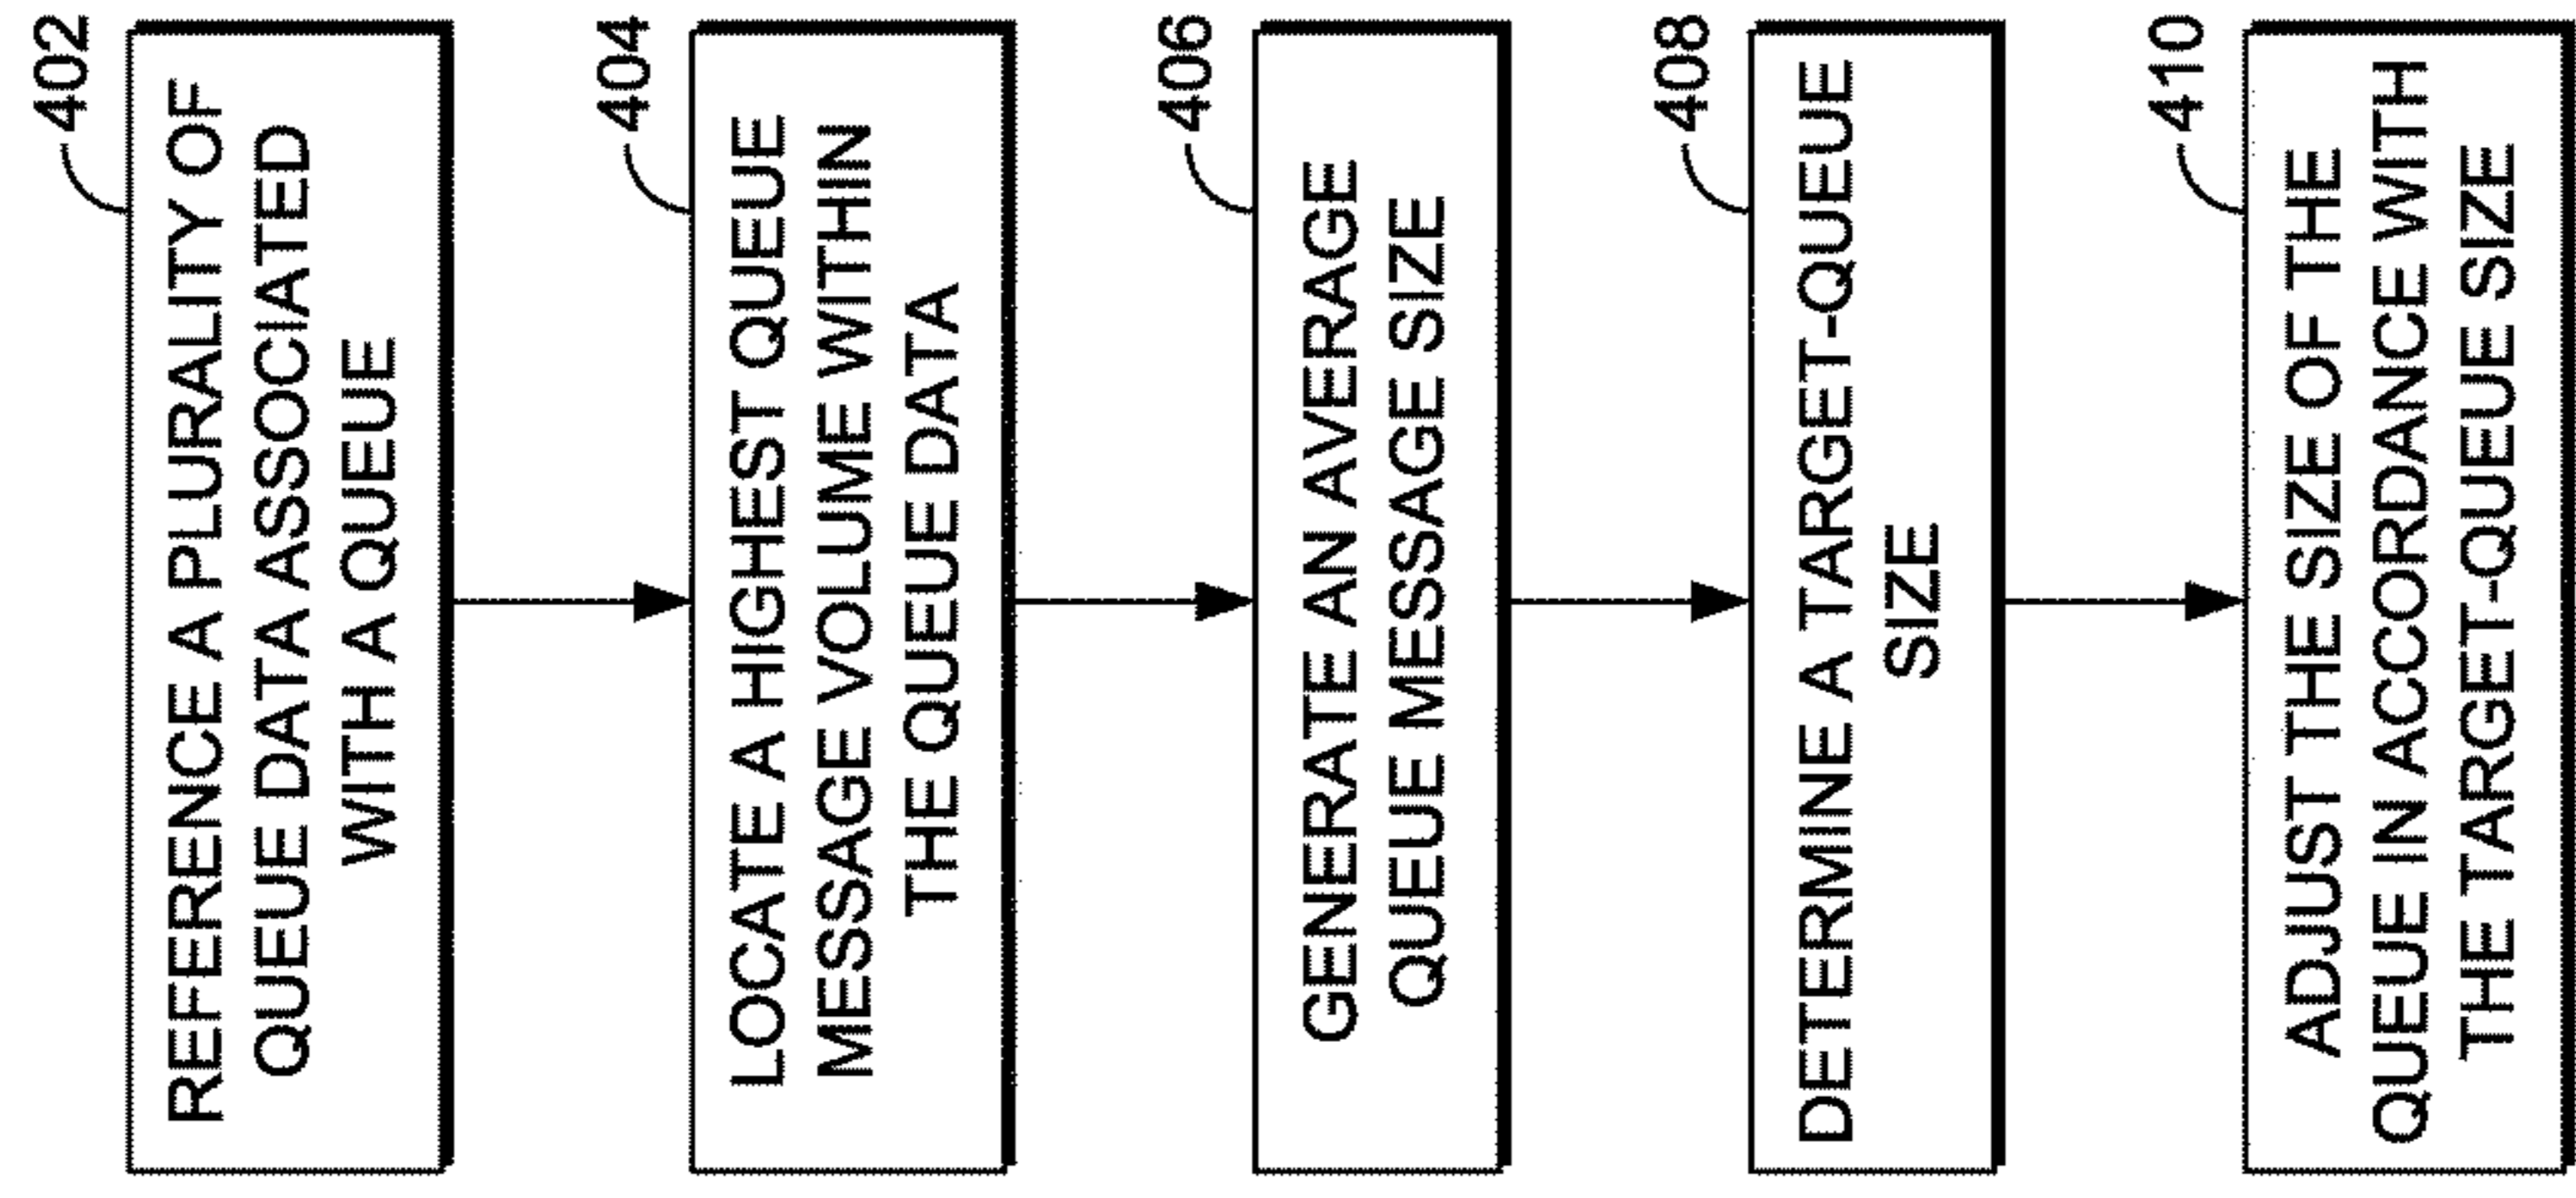 402
REFERENCE A PLURALITY OF
QUEUE DATA ASSOCIATED
WITH A QUEUE
404
LOCATE A HIGHEST QUEUE
MESSAGE VOLUME WITHIN
THE QUEUE DATA
406
GENERATE AN AVERAGE
QUEUE MESSAGE SIZE
408
DETERMINE A TARGET-QUEUE
SIZE
410
ADJUST THE SIZE OF THE
QUEUE IN ACCORDANCE WITH
THE TARGET-QUEUE SIZE